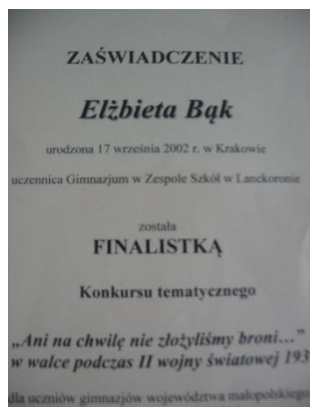 ZAŚWIADCZENIE
Elżbieta Bąk
urodzona 17 września 2002 r. w Krakowie
uczennica Gimnazjum w Zespole Szkół w Lanckoronie
została
FINALISTKĄ
Konkursu tematycznego
„Ani na chwilę nie złożyliśmy broni…”
w walce podczas II wojny światowej 193
dla uczniów gimnazjów województwa małopolskiego